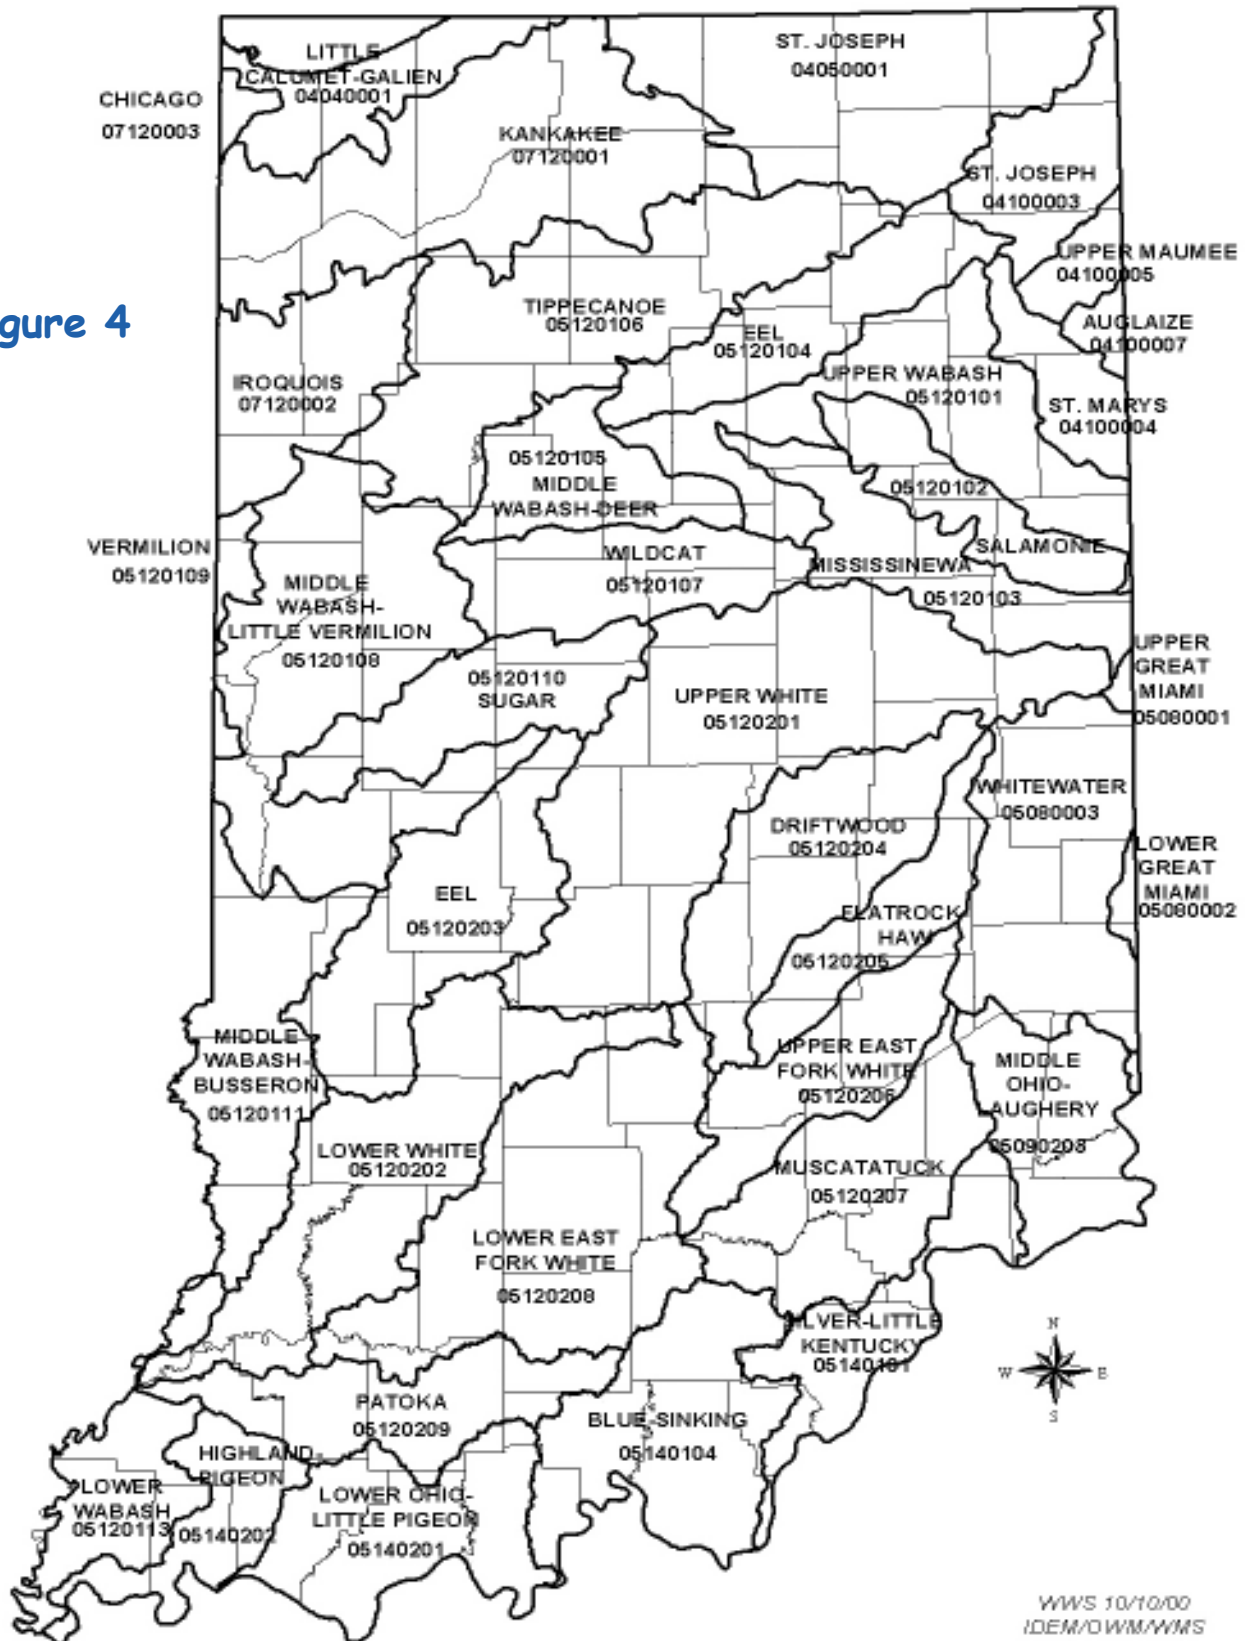 LITTLE
CALUMET-GALIEN
04040001
ST. JOSEPH
04050001
CHICAGO
07120003
KANKAKEE
07120001
ST. JOSEPH
04100003
UPPER MAUMEE
04100005
gure 4
TIPPECANOE
05120106
EEL
05120104
AUGLAIZE
04100007
IROQUOIS
07120002
UPPER WABASH
05120101
ST. MARYS
04100004
05120105
MIDDLE
WABASH-DEER
05120102
SALAMONIE
VERMILION
05120109
WILDCAT
05120107
MISSISSINEWA
05120103
MIDDLE
WABASH-
LITTLE VERMILION
05120108
UPPER
GREAT
MIAMI
05080001
05120110
SUGAR
UPPER WHITE
05120201
WHITEWATER
05080003
DRIFTWOOD
05120204
LOWER
GREAT
MIAMI
05080002
EEL
05120203
FLATROCK
HAW
05120205
MIDDLE
WABASH-
BUSSERON
05120111
UPPER EAST
FORK WHITE
05120206
MIDDLE
OHIO-
LAUGHERY
05090203
LOWER WHITE
05120202
MUSCATATUCK
05120207
LOWER EAST
FORK WHITE
05120208
SILVER-LITTLE
KENTUCKY
05140101
N
W
E
S
PATOKA
05120209
BLUE-SINKING
05140104
HIGHLAND-
PIGEON
05140202
LOWER
WABASH
05120113
LOWER OHIO-
LITTLE PIGEON
05140201
WWS 10/10/00
IDEM/OWM/WMS